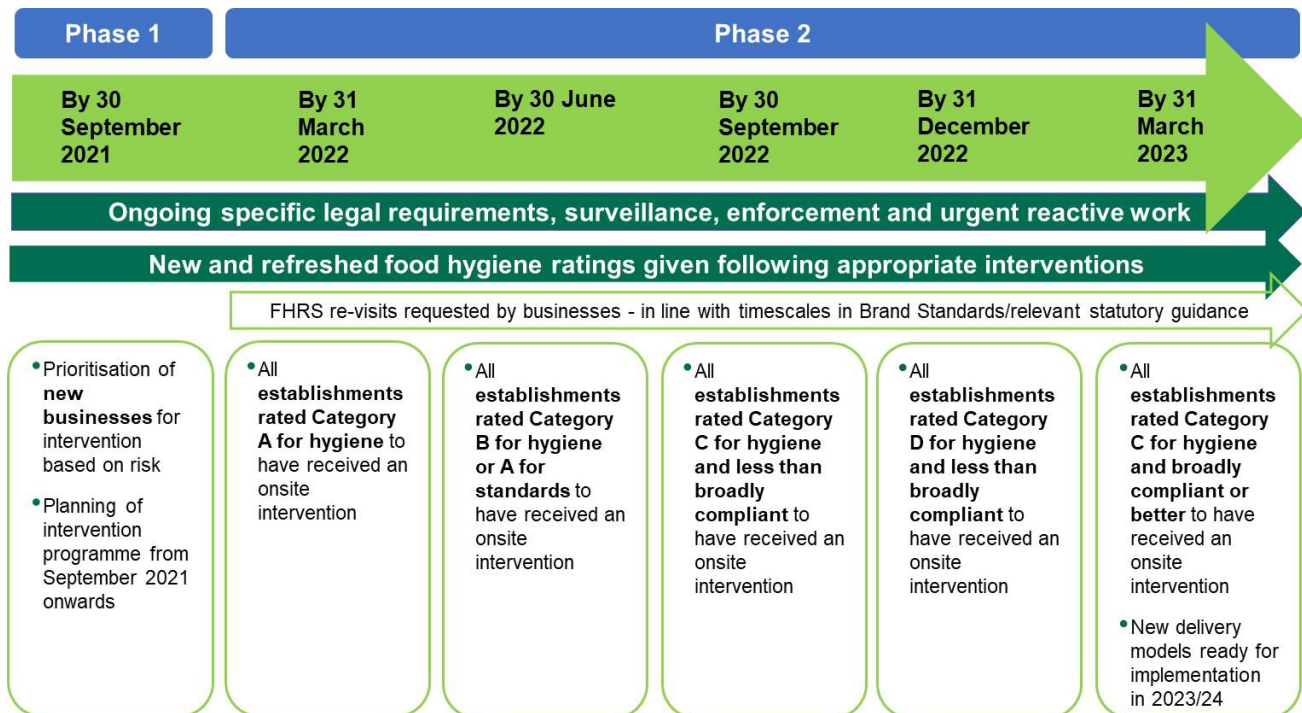 Phase 1
Phase 2
By 30
September
2021
By 31
March
2022
By 30 June
2022
By 30
September
2022
By 31
December
2022
By 31
March
2023
Ongoing specific legal requirements, surveillance, enforcement and urgent reactive work
New and refreshed food hygiene ratings given following appropriate interventions
FHRS re-visits requested by businesses - in line with timescales in Brand Standards/relevant statutory guidance
• Prioritisation of
new
businesses for
intervention
based on risk
• Planning of
intervention
programme from
September 2021
onwards
• All
establishments
rated Category
A for hygiene to
have received an
onsite
intervention
• All
establishments
rated Category
B for hygiene
or A for
standards to
have received an
onsite
intervention
• All
establishments
rated Category
C for hygiene
and less than
broadly
compliant to
have received an
onsite
intervention
• All
establishments
rated Category
D for hygiene
and less than
broadly
compliant to
have received an
onsite
intervention
• All
establishments
rated Category
C for hygiene
and broadly
compliant or
better to have
received an
onsite
intervention
• New delivery
models ready for
implementation
in 2023/24